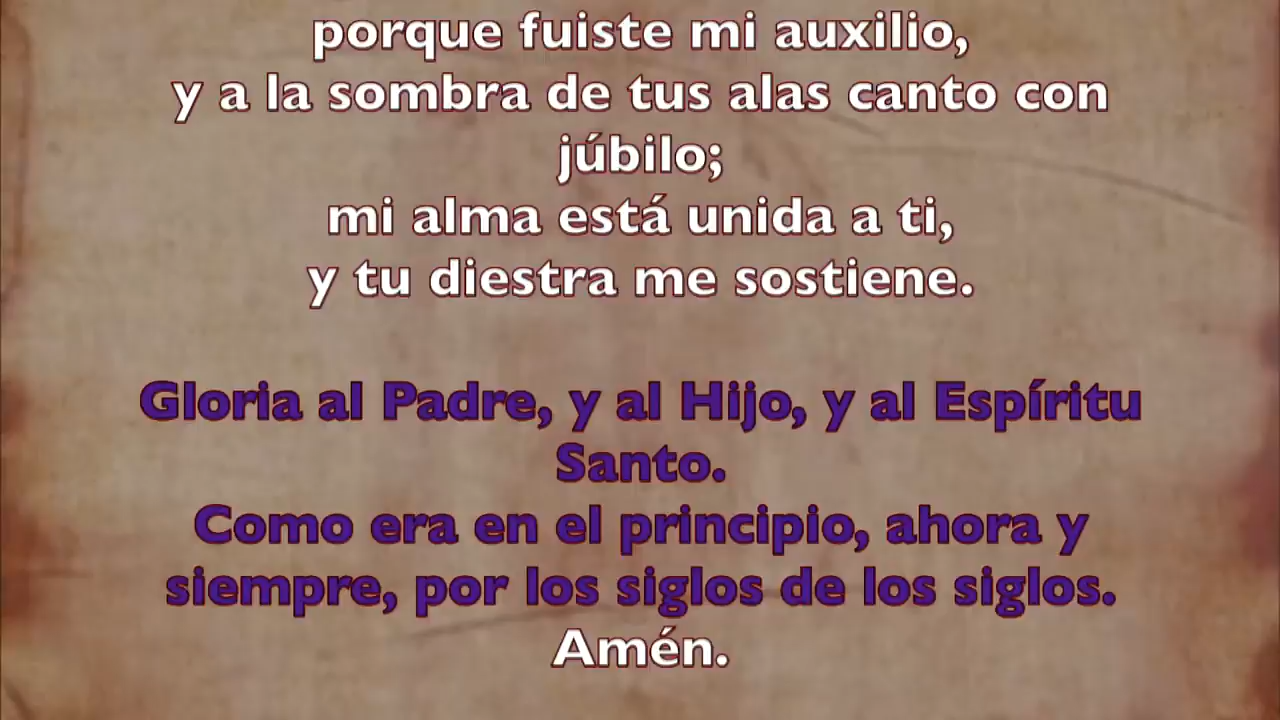 porque fuiste mi auxilio,
y a la sombra de tus alas canto con
júbilo;
mi alma está unida a ti,
y tu diestra me sostiene.
Gloria al Padre, y al Hijo, y al Espíritu
Santo.
Como era en el principio, ahora y
siempre, por los siglos de los siglos.
Amén.